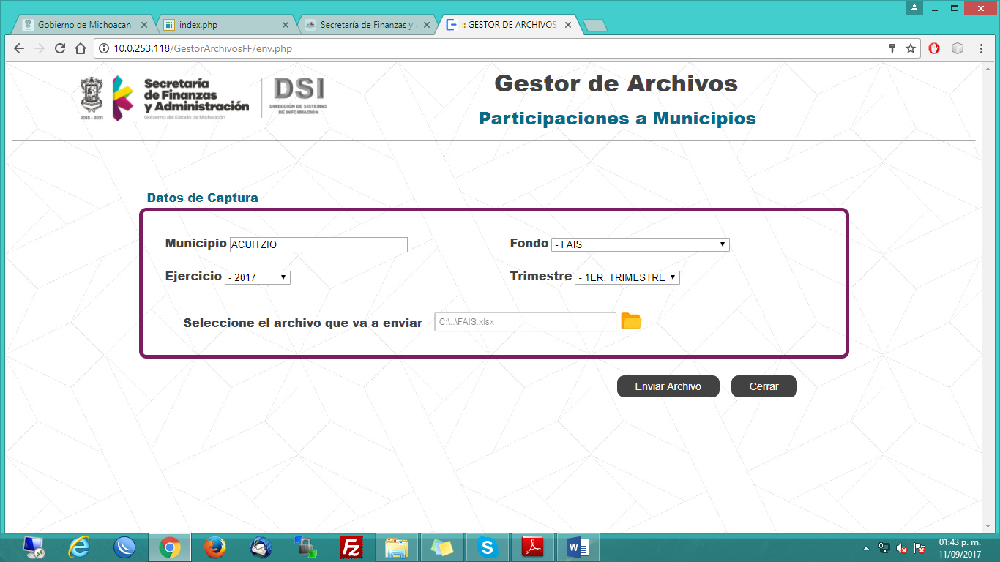 Gobierno de Michoacan
index.php
Secretaría de Finanzas y
:: GESTOR DE ARCHIVOS
10.0.253.118/GestorArchivosFF/env.php
Secretaría
de Finanzas
y Administración
Gobierno del Estado de Michoacán
2015 - 2021
DSI
DIRECCIÓN DE SISTEMAS
DE INFORMACIÓN
Gestor de Archivos
Participaciones a Municipios
Datos de Captura
Municipio ACUITZIO
Fondo - FAIS
Ejercicio - 2017
Trimestre - 1ER. TRIMESTRE
Seleccione el archivo que va a enviar C:\..\FAIS.xlsx
Enviar Archivo
Cerrar
01:43 p. m.
11/09/2017